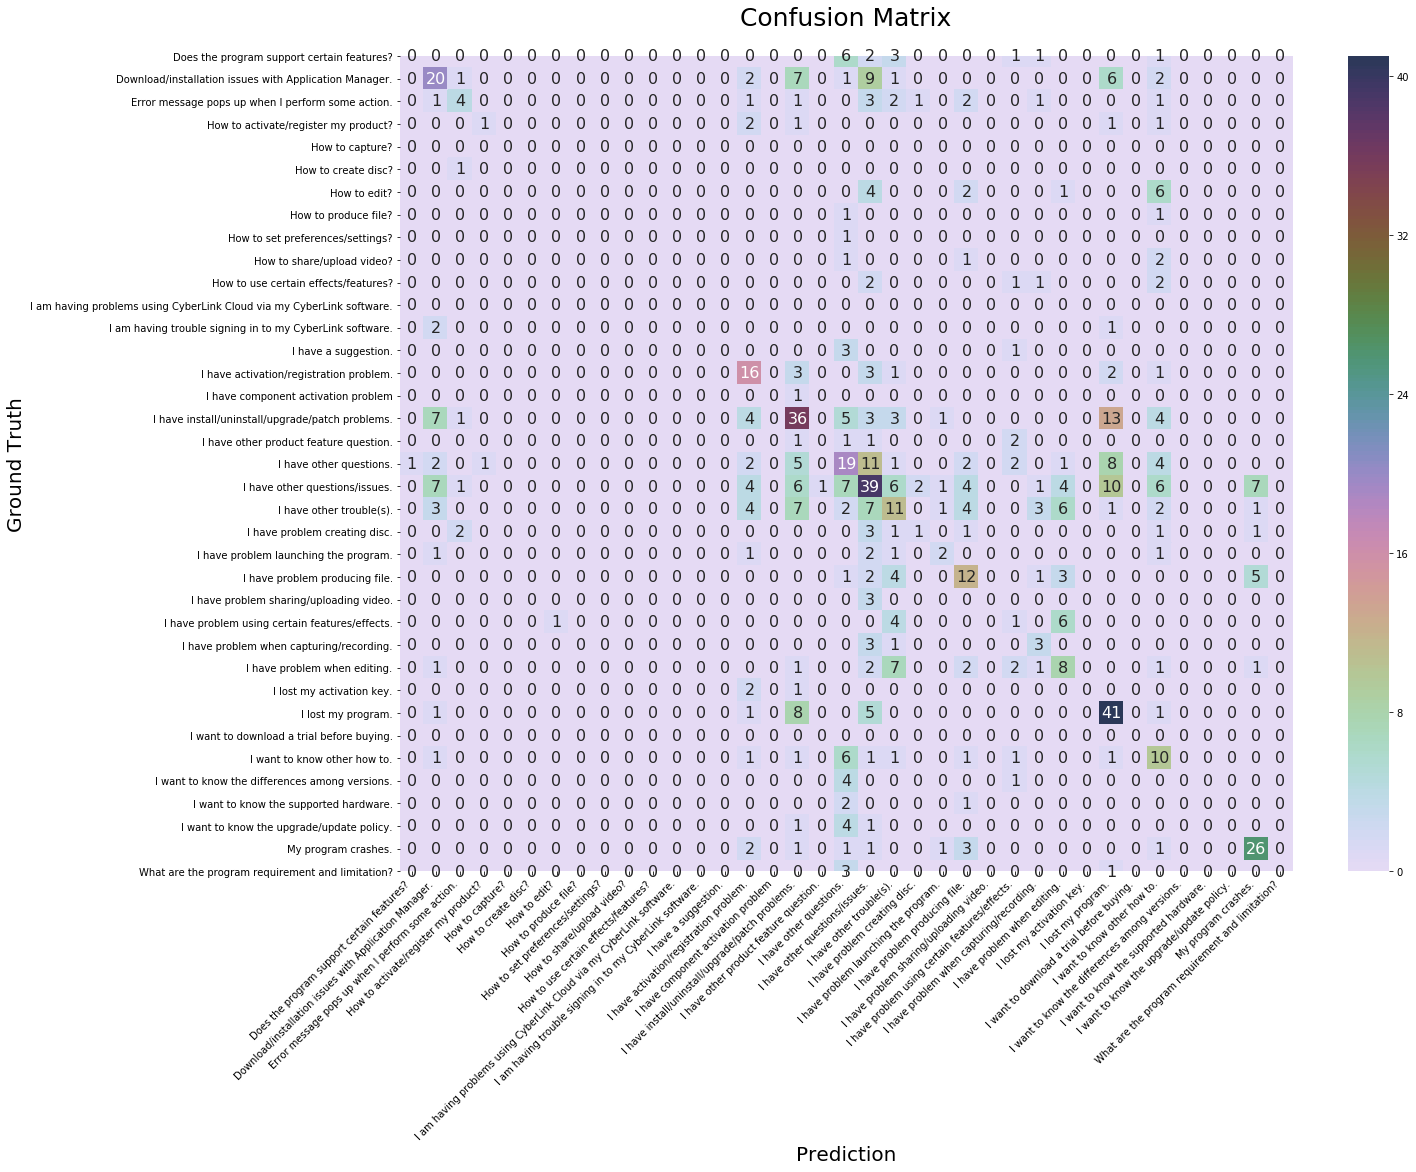 Confusion Matrix
Does the program support certain features? 0 0 0 0 0 0 0 0 0 0 0 0 0 0 0 0 0 0 6 2 3 0 0 0 0 1 1 0 0 0 0 1 0 0 0 0 0
Download/installation issues with Application Manager. 0 20 1 0 0 0 0 0 0 0 0 0 0 0 2 0 7 0 1 9 1 0 0 0 0 0 0 0 0 6 0 2 0 0 0 0 0
Error message pops up when I perform some action. 0 1 4 0 0 0 0 0 0 0 0 0 0 0 1 0 1 0 0 3 2 1 0 2 0 0 1 0 0 0 0 1 0 0 0 0 0
How to activate/register my product? 0 0 0 1 0 0 0 0 0 0 0 0 0 0 2 0 1 0 0 0 0 0 0 0 0 0 0 0 0 1 0 1 0 0 0 0 0
How to capture? 0 0 0 0 0 0 0 0 0 0 0 0 0 0 0 0 0 0 0 0 0 0 0 0 0 0 0 0 0 0 0 0 0 0 0 0 0
How to create disc? 0 0 1 0 0 0 0 0 0 0 0 0 0 0 0 0 0 0 0 0 0 0 0 0 0 0 0 0 0 0 0 0 0 0 0 0 0
How to edit? 0 0 0 0 0 0 0 0 0 0 0 0 0 0 0 0 0 0 0 4 0 0 0 2 0 0 0 1 0 0 0 6 0 0 0 0 0
How to produce file? 0 0 0 0 0 0 0 0 0 0 0 0 0 0 0 0 0 0 1 0 0 0 0 0 0 0 0 0 0 0 0 1 0 0 0 0 0
How to set preferences/settings? 0 0 0 0 0 0 0 0 0 0 0 0 0 0 0 0 0 0 1 0 0 0 0 0 0 0 0 0 0 0 0 0 0 0 0 0 0
How to share/upload video? 0 0 0 0 0 0 0 0 0 0 0 0 0 0 0 0 0 0 1 0 0 0 0 1 0 0 0 0 0 0 0 2 0 0 0 0 0
How to use certain effects/features? 0 0 0 0 0 0 0 0 0 0 0 0 0 0 0 0 0 0 0 2 0 0 0 0 0 1 1 0 0 0 0 2 0 0 0 0 0
I am having problems using CyberLink Cloud via my CyberLink software. 0 0 0 0 0 0 0 0 0 0 0 0 0 0 0 0 0 0 0 0 0 0 0 0 0 0 0 0 0 0 0 0 0 0 0 0 0
I am having trouble signing in to my CyberLink software. 0 2 0 0 0 0 0 0 0 0 0 0 0 0 0 0 0 0 0 0 0 0 0 0 0 0 0 0 0 1 0 0 0 0 0 0 0
I have a suggestion. 0 0 0 0 0 0 0 0 0 0 0 0 0 0 0 0 0 0 3 0 0 0 0 0 0 1 0 0 0 0 0 0 0 0 0 0 0
I have activation/registration problem. 0 0 0 0 0 0 0 0 0 0 0 0 0 0 16 0 3 0 0 3 1 0 0 0 0 0 0 0 0 2 0 1 0 0 0 0 0
I have component activation problem 0 0 0 0 0 0 0 0 0 0 0 0 0 0 0 0 1 0 0 0 0 0 0 0 0 0 0 0 0 0 0 0 0 0 0 0 0
I have install/uninstall/upgrade/patch problems. 0 7 1 0 0 0 0 0 0 0 0 0 0 0 4 0 36 0 5 3 3 0 1 0 0 0 0 0 0 13 0 4 0 0 0 0 0
I have other product feature question. 0 0 0 0 0 0 0 0 0 0 0 0 0 0 0 0 1 0 1 1 0 0 0 0 0 2 0 0 0 0 0 0 0 0 0 0 0
I have other questions. 1 2 0 1 0 0 0 0 0 0 0 0 0 0 2 0 5 0 19 11 1 0 0 2 0 2 0 1 0 8 0 4 0 0 0 0 0
I have other questions/issues. 0 7 1 0 0 0 0 0 0 0 0 0 0 0 4 0 6 1 7 39 6 2 1 4 0 0 1 4 0 10 0 6 0 0 0 7 0
I have other trouble(s). 0 3 0 0 0 0 0 0 0 0 0 0 0 0 4 0 7 0 2 7 11 0 1 4 0 0 3 6 0 1 0 2 0 0 0 1 0
I have problem creating disc. 0 0 2 0 0 0 0 0 0 0 0 0 0 0 0 0 0 0 0 3 1 1 0 1 0 0 0 0 0 0 0 1 0 0 0 1 0
I have problem launching the program. 0 1 0 0 0 0 0 0 0 0 0 0 0 0 1 0 0 0 0 2 1 0 2 0 0 0 0 0 0 0 0 1 0 0 0 0 0
I have problem producing file. 0 0 0 0 0 0 0 0 0 0 0 0 0 0 0 0 0 0 1 2 4 0 0 12 0 0 1 3 0 0 0 0 0 0 0 5 0
I have problem sharing/uploading video. 0 0 0 0 0 0 0 0 0 0 0 0 0 0 0 0 0 0 0 3 0 0 0 0 0 0 0 0 0 0 0 0 0 0 0 0 0
I have problem using certain features/effects. 0 0 0 0 0 0 1 0 0 0 0 0 0 0 0 0 0 0 0 0 4 0 0 0 0 1 0 6 0 0 0 0 0 0 0 0 0
I have problem when capturing/recording. 0 0 0 0 0 0 0 0 0 0 0 0 0 0 0 0 0 0 0 3 1 0 0 0 0 0 3 0 0 0 0 0 0 0 0 0 0
I have problem when editing. 0 1 0 0 0 0 0 0 0 0 0 0 0 0 0 0 1 0 0 2 7 0 0 2 0 2 1 8 0 0 0 1 0 0 0 1 0
I lost my activation key. 0 0 0 0 0 0 0 0 0 0 0 0 0 0 2 0 1 0 0 0 0 0 0 0 0 0 0 0 0 0 0 0 0 0 0 0 0
I lost my program. 0 1 0 0 0 0 0 0 0 0 0 0 0 0 1 0 8 0 0 5 0 0 0 0 0 0 0 0 0 41 0 1 0 0 0 0 0
I want to download a trial before buying. 0 0 0 0 0 0 0 0 0 0 0 0 0 0 0 0 0 0 0 0 0 0 0 0 0 0 0 0 0 0 0 0 0 0 0 0 0
I want to know other how to. 0 1 0 0 0 0 0 0 0 0 0 0 0 0 1 0 1 0 6 1 1 0 0 1 0 1 0 0 0 1 0 10 0 0 0 0 0
I want to know the differences among versions. 0 0 0 0 0 0 0 0 0 0 0 0 0 0 0 0 0 0 4 0 0 0 0 0 0 1 0 0 0 0 0 0 0 0 0 0 0
I want to know the supported hardware. 0 0 0 0 0 0 0 0 0 0 0 0 0 0 0 0 0 0 2 0 0 0 0 1 0 0 0 0 0 0 0 0 0 0 0 0 0
I want to know the upgrade/update policy. 0 0 0 0 0 0 0 0 0 0 0 0 0 0 0 0 1 0 4 1 0 0 0 0 0 0 0 0 0 0 0 0 0 0 0 0 0
My program crashes. 0 0 0 0 0 0 0 0 0 0 0 0 0 0 2 0 1 0 1 1 0 0 1 3 0 0 0 0 0 0 0 1 0 0 0 26 0
What are the program requirement and limitation? 0 0 0 0 0 0 0 0 0 0 0 0 0 0 0 0 0 0 3 0 0 0 0 0 0 0 0 0 0 1 0 0 0 0 0 0 0
Ground Truth
40
32
24
16
8
0
Does the program support certain features?
Download/installation issues with Application Manager.
Error message pops up when I perform some action.
How to activate/register my product?
How to capture?
How to create disc?
How to edit?
How to produce file?
How to set preferences/settings?
How to share/upload video?
How to use certain effects/features?
I am having problems using CyberLink Cloud via my CyberLink software.
I am having trouble signing in to my CyberLink software.
I have a suggestion.
I have activation/registration problem.
I have component activation problem
I have install/uninstall/upgrade/patch problems.
I have other product feature question.
I have other questions.
I have other questions/issues.
I have other trouble(s).
I have problem creating disc.
I have problem launching the program.
I have problem producing file.
I have problem sharing/uploading video.
I have problem using certain features/effects.
I have problem when capturing/recording.
I have problem when editing.
I lost my activation key.
I lost my program.
I want to download a trial before buying.
I want to know other how to.
I want to know the differences among versions.
I want to know the supported hardware.
I want to know the upgrade/update policy.
My program crashes.
What are the program requirement and limitation?
Prediction